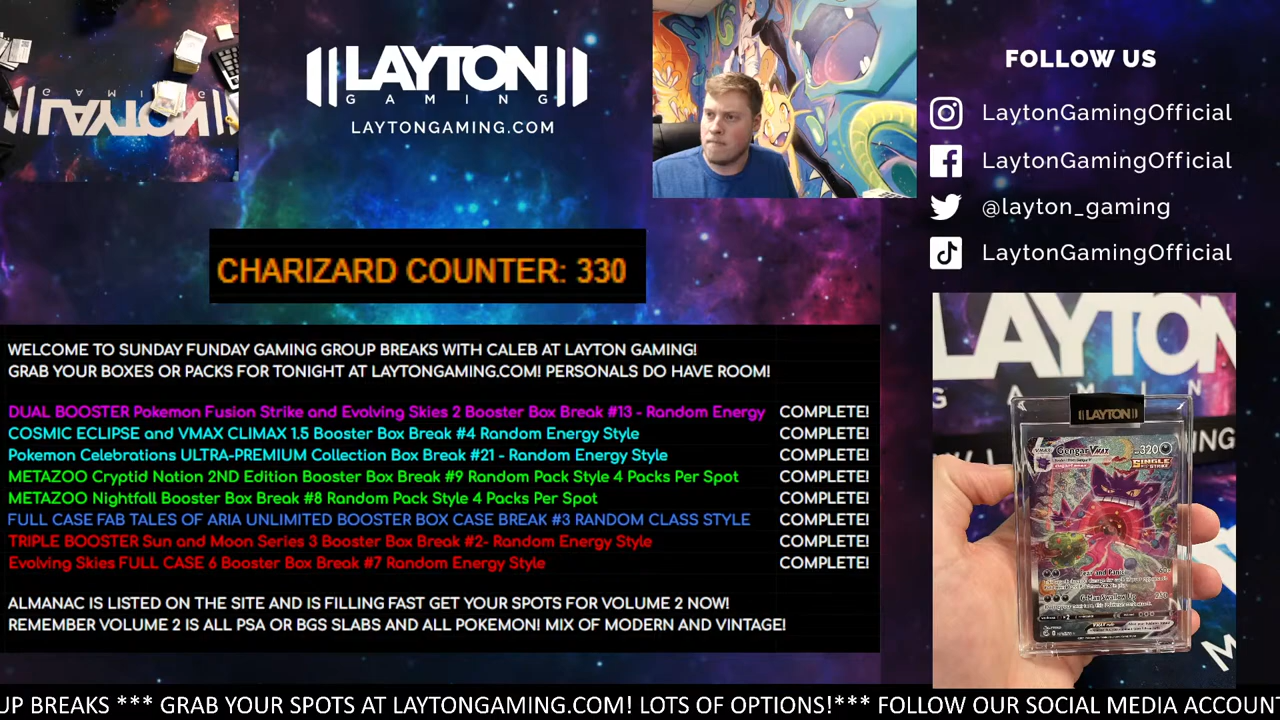 LAYTON
GAMING
LAYTONGAMING.COM
CHARIZARD COUNTER: 330
WELCOME TO SUNDAY FUNDAY GAMING GROUP BREAKS WITH CALEB AT LAYTON GAMING!
GRAB YOUR BOXES OR PACKS FOR TONIGHT AT LAYTONGAMING.COM! PERSONALS DO HAVE ROOM!
DUAL BOOSTER Pokemon Fusion Strike and Evolving Skies 2 Booster Box Break #13 - Random Energy COMPLETE!
COSMIC ECLIPSE and VMAX CLIMAX 1.5 Booster Box Break #4 Random Energy Style COMPLETE!
Pokemon Celebrations ULTRA-PREMIUM Collection Box Break #21 - Random Energy Style COMPLETE!
METAZOO Cryptid Nation 2ND Edition Booster Box Break #9 Random Pack Style 4 Packs Per Spot COMPLETE!
METAZOO Nightfall Booster Box Break #8 Random Pack Style 4 Packs Per Spot COMPLETE!
FULL CASE FAB TALES OF ARIA UNLIMITED BOOSTER BOX CASE BREAK #3 RANDOM CLASS STYLE COMPLETE!
TRIPLE BOOSTER Sun and Moon Series 3 Booster Box Break #2- Random Energy Style COMPLETE!
Evolving Skies FULL CASE 6 Booster Box Break #7 Random Energy Style COMPLETE!
ALMANAC IS LISTED ON THE SITE AND IS FILLING FAST GET YOUR SPOTS FOR VOLUME 2 NOW!
REMEMBER VOLUME 2 IS ALL PSA OR BGS SLABS AND IS POKEMON! MIX OF MODERN AND VINTAGE!
FOLLOW US
LaytonGamingOfficial
LaytonGamingOfficial
@layton_gaming
LaytonGamingOfficial
LAYTON
LAYTON
Gengar VMAX 320
SINGLE STRIKE
Fear and Panic
G-Max Swallow Up 250
UP BREAKS *** GRAB YOUR SPOTS AT LAYTONGAMING.COM! LOTS OF OPTIONS!*** FOLLOW OUR SOCIAL MEDIA ACCOUN